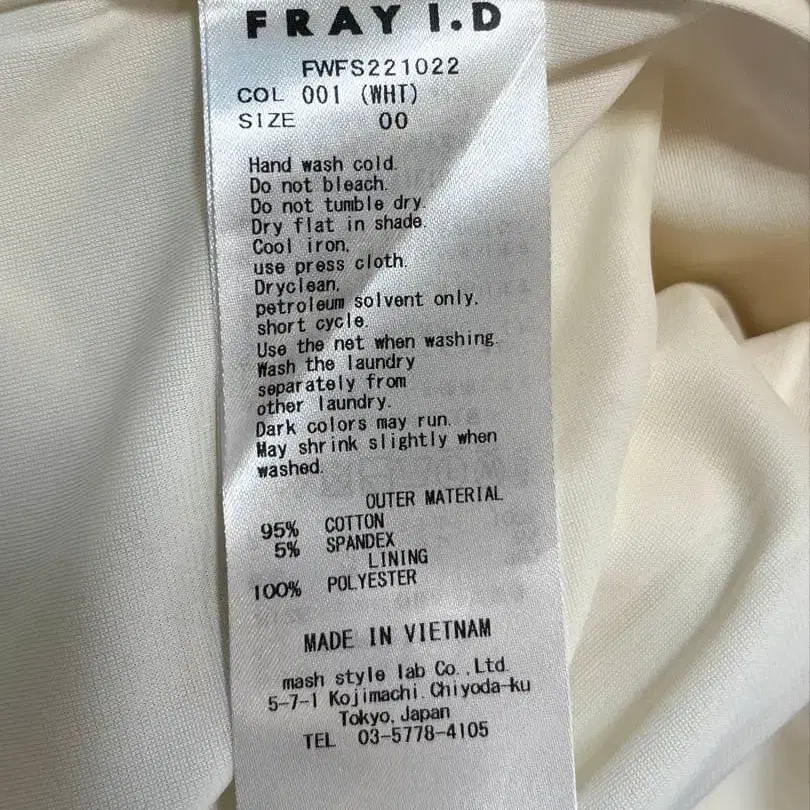 FRAY I.D
FWFS221022
COL 001 (WHT)
SIZE 00
Hand wash cold.
Do not bleach.
Do not tumble dry.
Dry flat in shade.
Cool iron,
use press cloth.
Dryclean,
petroleum solvent only.
short cycle.
Use the net when washing.
Wash the laundry
separately from
other laundry.
Dark colors may run.
May shrink slightly when
washed.
OUTER MATERIAL
95% COTTON
5% SPANDEX
LINING
100% POLYESTER
MADE IN VIETNAM
mash style lab Co.,Ltd.
5-7-1 Kojimachi.Chiyoda-ku
Tokyo,Japan
TEL 03-5778-4105